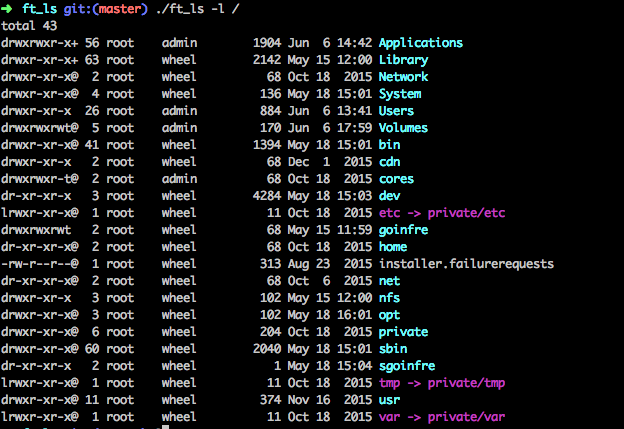 ➜  ft_ls git:(master) ./ft_ls -l /
total 43
drwxrwxr-x+ 56 root    admin     1904 Jun  6 14:42 Applications
drwxr-xr-x+ 63 root    wheel     2142 May 15 12:00 Library
drwxr-xr-x@  2 root    wheel       68 Oct 18  2015 Network
drwxr-xr-x@  4 root    wheel      136 May 18 15:01 System
drwxr-xr-x  26 root    admin      884 Jun  6 13:41 Users
drwxrwxrwt@  5 root    admin      170 Jun  6 17:59 Volumes
drwxr-xr-x@ 41 root    wheel     1394 May 18 15:01 bin
drwxr-xr-x   2 root    wheel       68 Dec  1  2015 cdn
drwxrwxr-t@  2 root    admin       68 Oct 18  2015 cores
dr-xr-xr-x   3 root    wheel     4284 May 18 15:03 dev
lrwxr-xr-x@  1 root    wheel       11 Oct 18  2015 etc -> private/etc
drwxrwxrwt   2 root    wheel       68 May 15 11:59 goinfre
dr-xr-xr-x@  2 root    wheel       68 Oct 18  2015 home
-rw-r--r--@  1 root    wheel      313 Aug 23  2015 installer.failurerequests
dr-xr-xr-x@  2 root    wheel       68 Oct  6  2015 net
drwxr-xr-x   3 root    wheel      102 May 15 12:00 nfs
drwxr-xr-x@  3 root    wheel      102 May 18 16:01 opt
drwxr-xr-x@  6 root    wheel      204 Oct 18  2015 private
drwxr-xr-x@ 60 root    wheel     2040 May 18 15:01 sbin
dr-xr-xr-x   2 root    wheel        1 May 18 15:04 sgoinfre
lrwxr-xr-x@  1 root    wheel       11 Oct 18  2015 tmp -> private/tmp
drwxr-xr-x@ 11 root    wheel      374 Nov 16  2015 usr
lrwxr-xr-x@  1 root    wheel       11 Oct 18  2015 var -> private/var